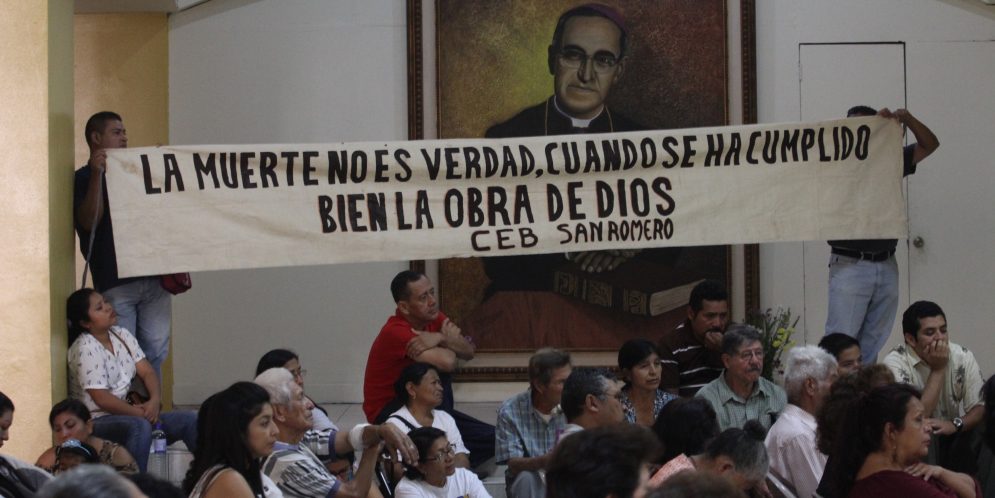 LA MUERTE NO ES VERDAD, CUANDO SE HA CUMPLIDO
BIEN LA OBRA DE DIOS
CEB SAN ROMERO